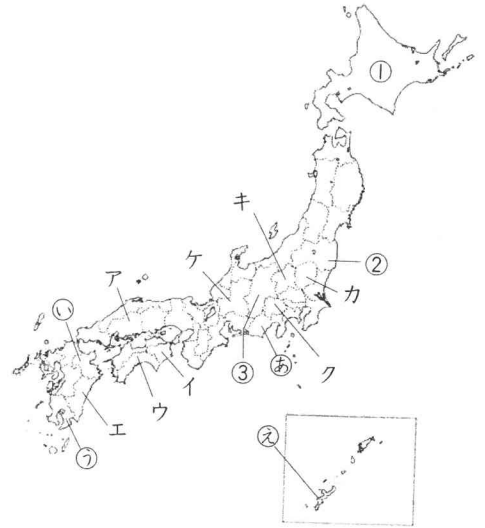 ①
キ
②
ケ
カ
ア
い
③
あ
ク
イ
ウ
エ
う
え